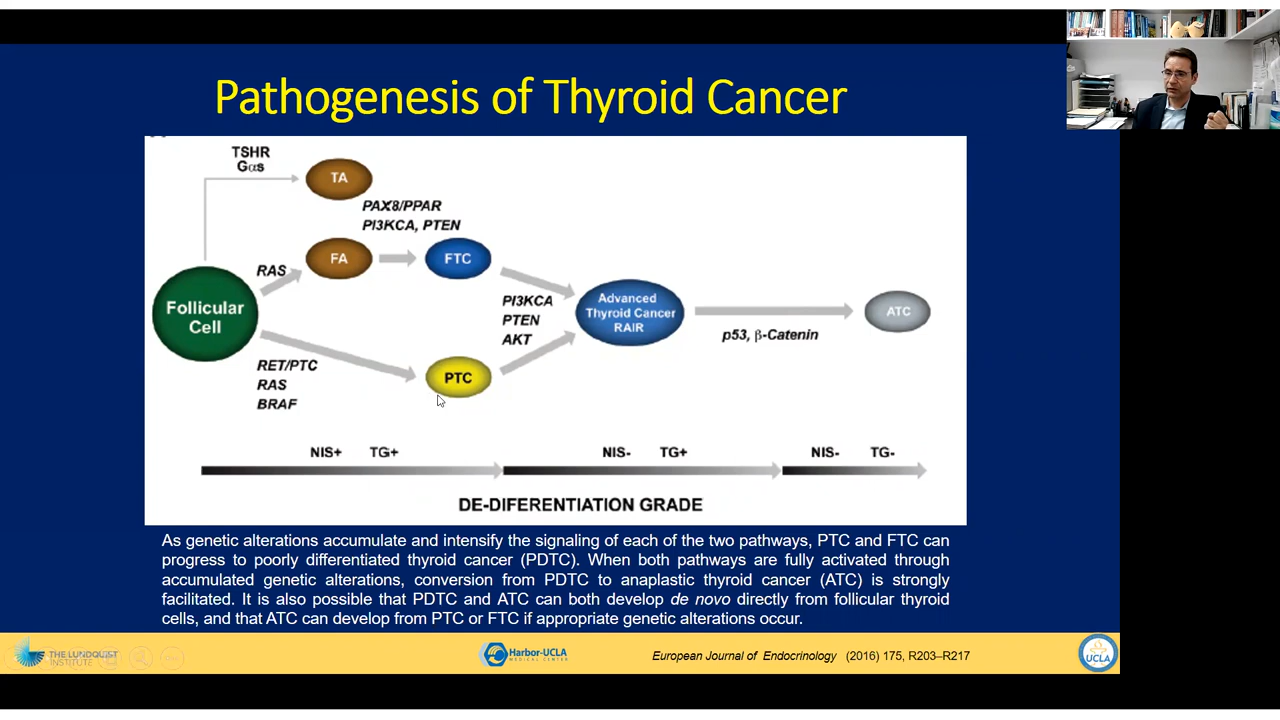 Pathogenesis of Thyroid Cancer
TSHR
Gαs
TA
PAX8/PPAR
PI3KCA, PTEN
RAS
FA
FTC
Follicular
Cell
PI3KCA
PTEN
AKT
Advanced
Thyroid Cancer
RAIR
ATC
p53, β-Catenin
RET/PTC
RAS
BRAF
PTC
NIS+ TG+
NIS- TG+
NIS- TG-
DE-DIFERENTIATION GRADE
As genetic alterations accumulate and intensify the signaling of each of the two pathways, PTC and FTC can
progress to poorly differentiated thyroid cancer (PDTC). When both pathways are fully activated through
accumulated genetic alterations, conversion from PDTC to anaplastic thyroid cancer (ATC) is strongly
facilitated. It is also possible that PDTC and ATC can both develop de novo directly from follicular thyroid
cells, and that ATC can develop from PTC or FTC if appropriate genetic alterations occur.
THE LUNDQUIST
INSTITUTE
Harbor-UCLA
MEDICAL CENTER
European Journal of Endocrinology (2016) 175, R203–R217
UCLA